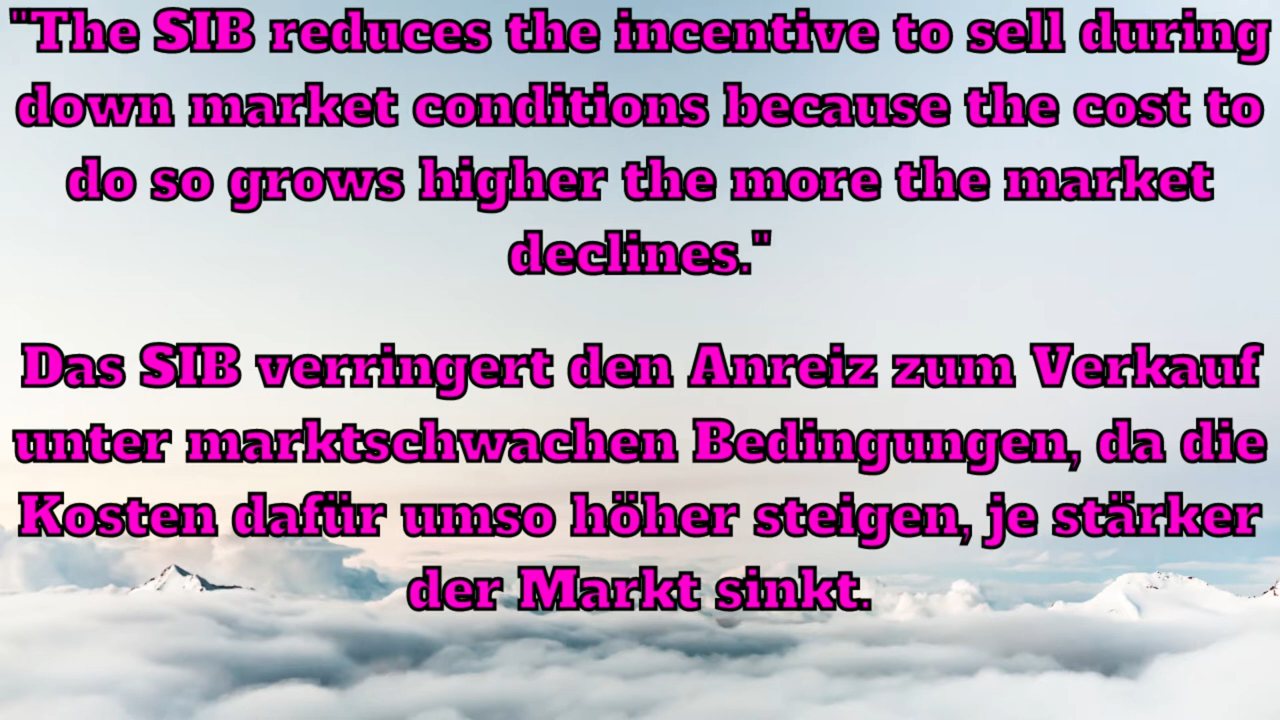 "The SIB reduces the incentive to sell during
down market conditions because the cost to
do so grows higher the more the market
declines."
Das SIB verringert den Anreiz zum Verkauf
unter marktschwachen Bedingungen, da die
Kosten dafür umso höher steigen, je stärker
der Markt sinkt.